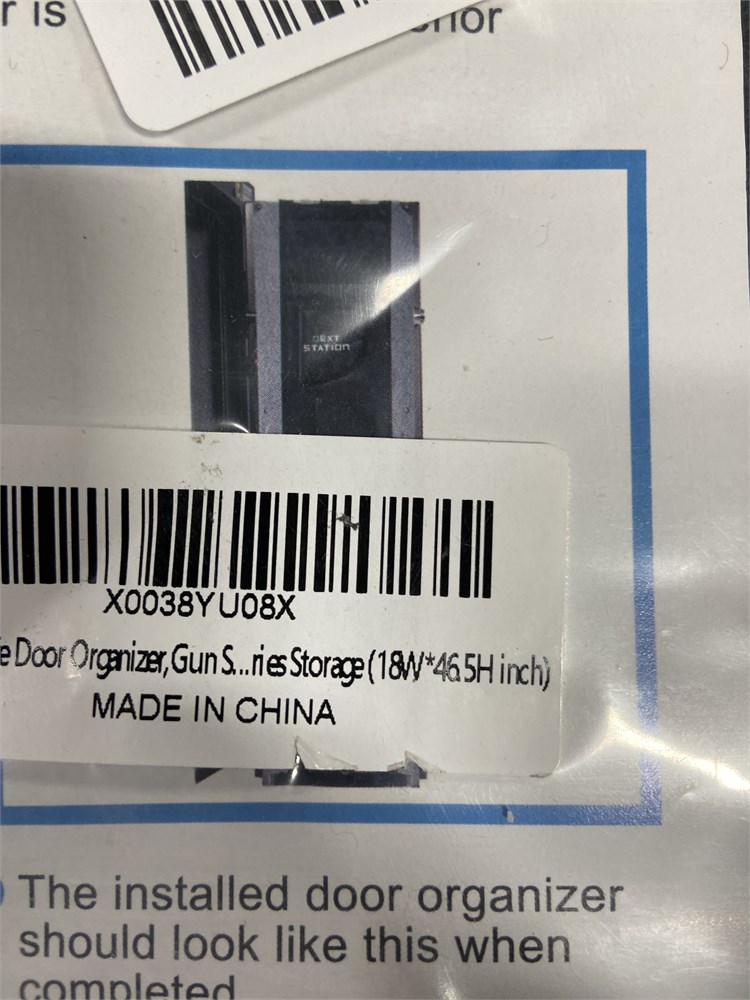 r is
NEXT
STATION
X0038YU08X
e Door Organizer, Gun S...ries Storage (18W*46.5H inch)
MADE IN CHINA
The installed door organizer
should look like this when
completed